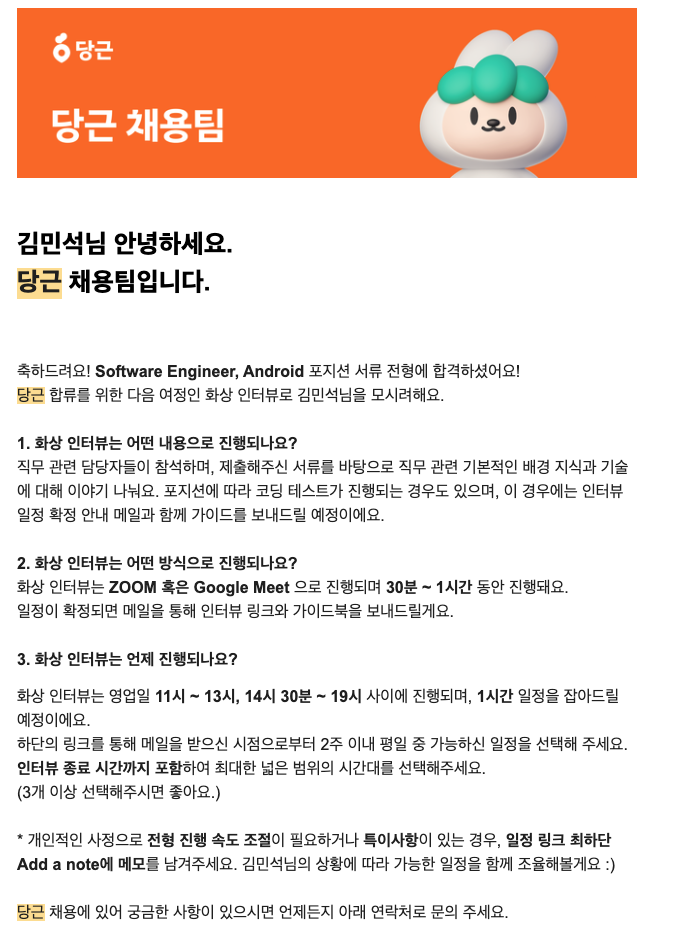 당근
당근 채용팀
김민석님 안녕하세요.
당근 채용팀입니다.
축하드려요! Software Engineer, Android 포지션 서류 전형에 합격하셨어요!
당근 합류를 위한 다음 여정인 화상 인터뷰로 김민석님을 모시려해요.
1. 화상 인터뷰는 어떤 내용으로 진행되나요?
직무 관련 담당자들이 참석하며, 제출해주신 서류를 바탕으로 직무 관련 기본적인 배경 지식과 기술
에 대해 이야기 나눠요. 포지션에 따라 코딩 테스트가 진행되는 경우도 있으며, 이 경우에는 인터뷰
일정 확정 안내 메일과 함께 가이드를 보내드릴 예정이에요.
2. 화상 인터뷰는 어떤 방식으로 진행되나요?
화상 인터뷰는 ZOOM 혹은 Google Meet 으로 진행되며 30분 ~ 1시간 동안 진행돼요.
일정이 확정되면 메일을 통해 인터뷰 링크와 가이드북을 보내드릴게요.
3. 화상 인터뷰는 언제 진행되나요?
화상 인터뷰는 영업일 11시 ~ 13시, 14시 30분 ~ 19시 사이에 진행되며, 1시간 일정을 잡아드릴
예정이에요.
하단의 링크를 통해 메일을 받으신 시점으로부터 2주 이내 평일 중 가능하신 일정을 선택해 주세요.
인터뷰 종료 시간까지 포함하여 최대한 넓은 범위의 시간대를 선택해주세요.
(3개 이상 선택해주시면 좋아요.)
* 개인적인 사정으로 전형 진행 속도 조절이 필요하거나 특이사항이 있는 경우, 일정 링크 최하단
Add a note에 메모를 남겨주세요. 김민석님의 상황에 따라 가능한 일정을 함께 조율해볼게요 :)
당근 채용에 있어 궁금한 사항이 있으시면 언제든지 아래 연락처로 문의 주세요.